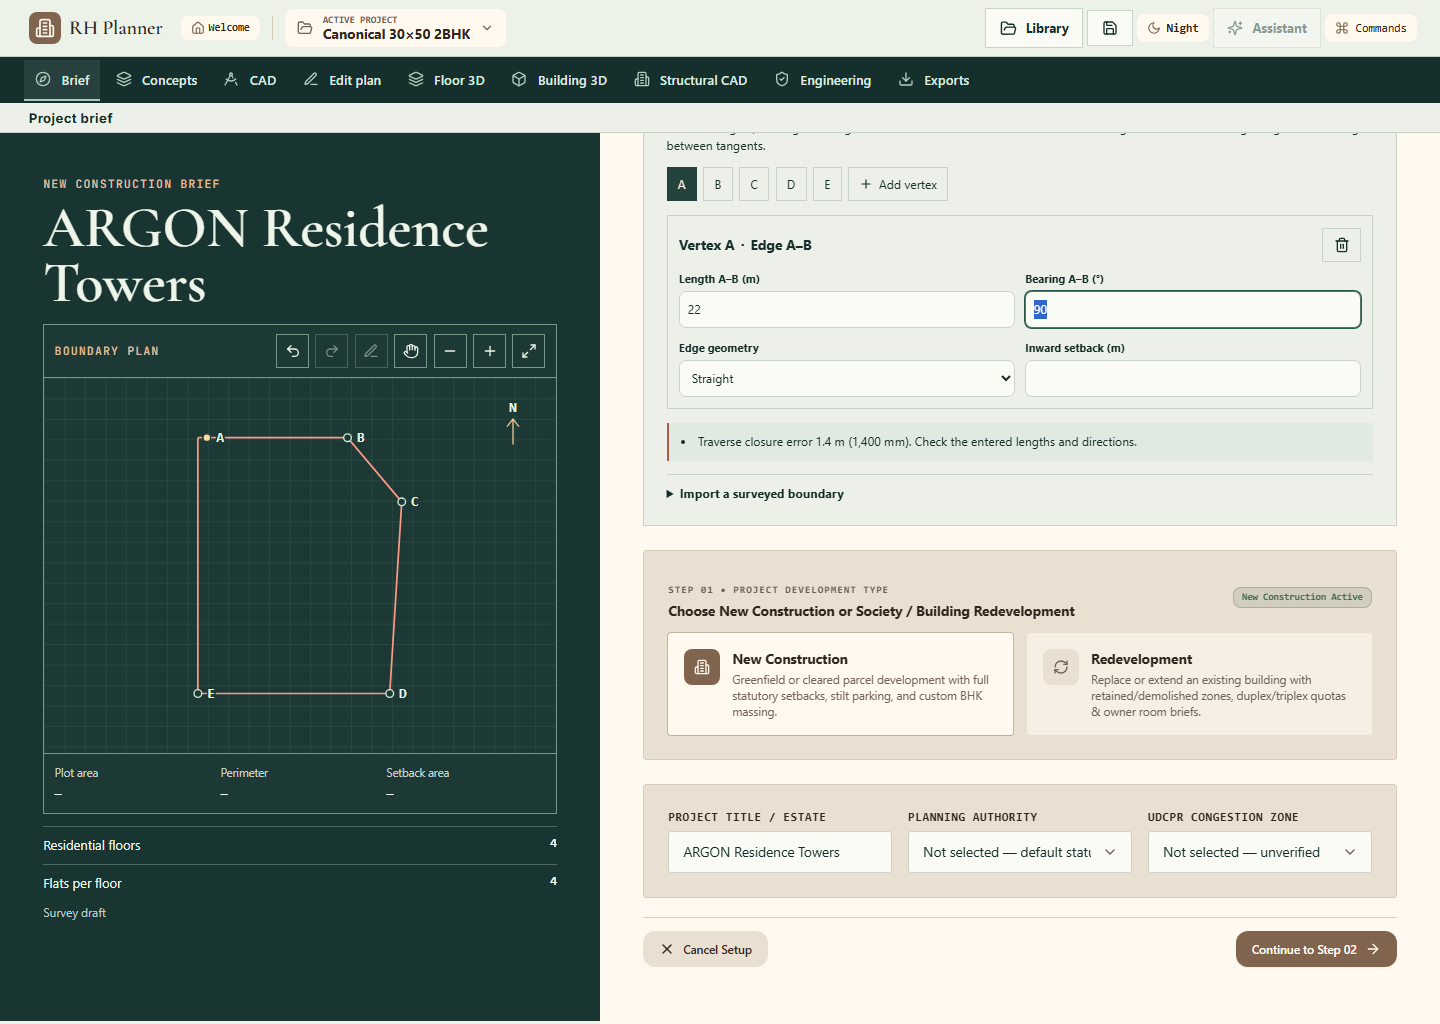 RH Planner
Welcome
ACTIVE PROJECT
Canonical 30×50 2BHK
Library
Night
Assistant
Commands
Brief
Concepts
CAD
Edit plan
Floor 3D
Building 3D
Structural CAD
Engineering
Exports
Project brief
NEW CONSTRUCTION BRIEF
ARGON Residence
Towers
BOUNDARY PLAN
N
A
B
C
E
D
Plot area
Perimeter
Setback area
–
–
–
Residential floors
4
Flats per floor
4
Survey draft
between tangents.
A
B
C
D
E
Add vertex
Vertex A · Edge A–B
Length A–B (m)
Bearing A–B (°)
22
90
Edge geometry
Inward setback (m)
Straight
• Traverse closure error 1.4 m (1,400 mm). Check the entered lengths and directions.
Import a surveyed boundary
STEP 01 • PROJECT DEVELOPMENT TYPE
Choose New Construction or Society / Building Redevelopment
New Construction Active
New Construction
Greenfield or cleared parcel development with full
statutory setbacks, stilt parking, and custom BHK
massing.
Redevelopment
Replace or extend an existing building with
retained/demolished zones, duplex/triplex quotas
& owner room briefs.
PROJECT TITLE / ESTATE
PLANNING AUTHORITY
UDCPR CONGESTION ZONE
ARGON Residence Towers
Not selected — default statu
Not selected — unverified
Cancel Setup
Continue to Step 02